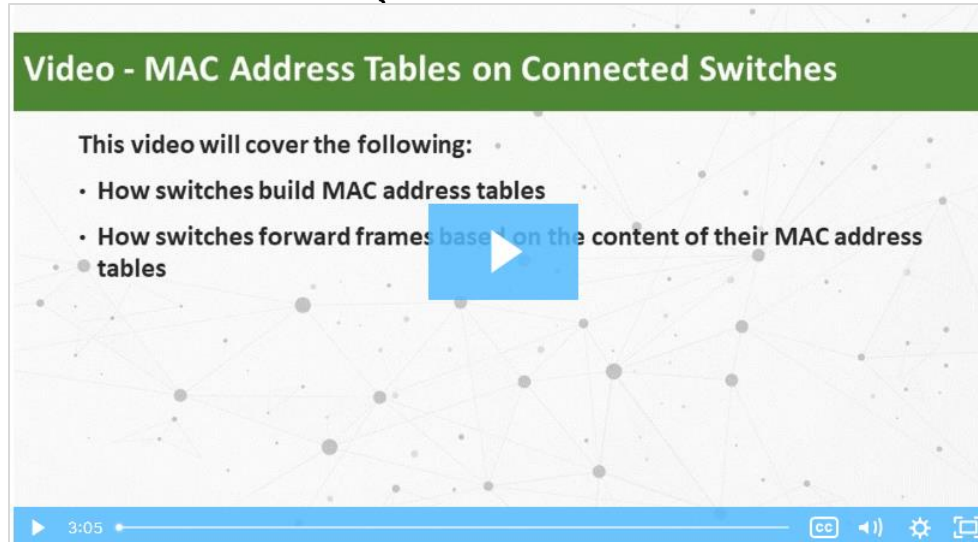 Video - MAC Address Tables on Connected Switches
This video will cover the following:
• How switches build MAC address tables
• How switches forward frames based on the content of their MAC address
tables
3:05
CC